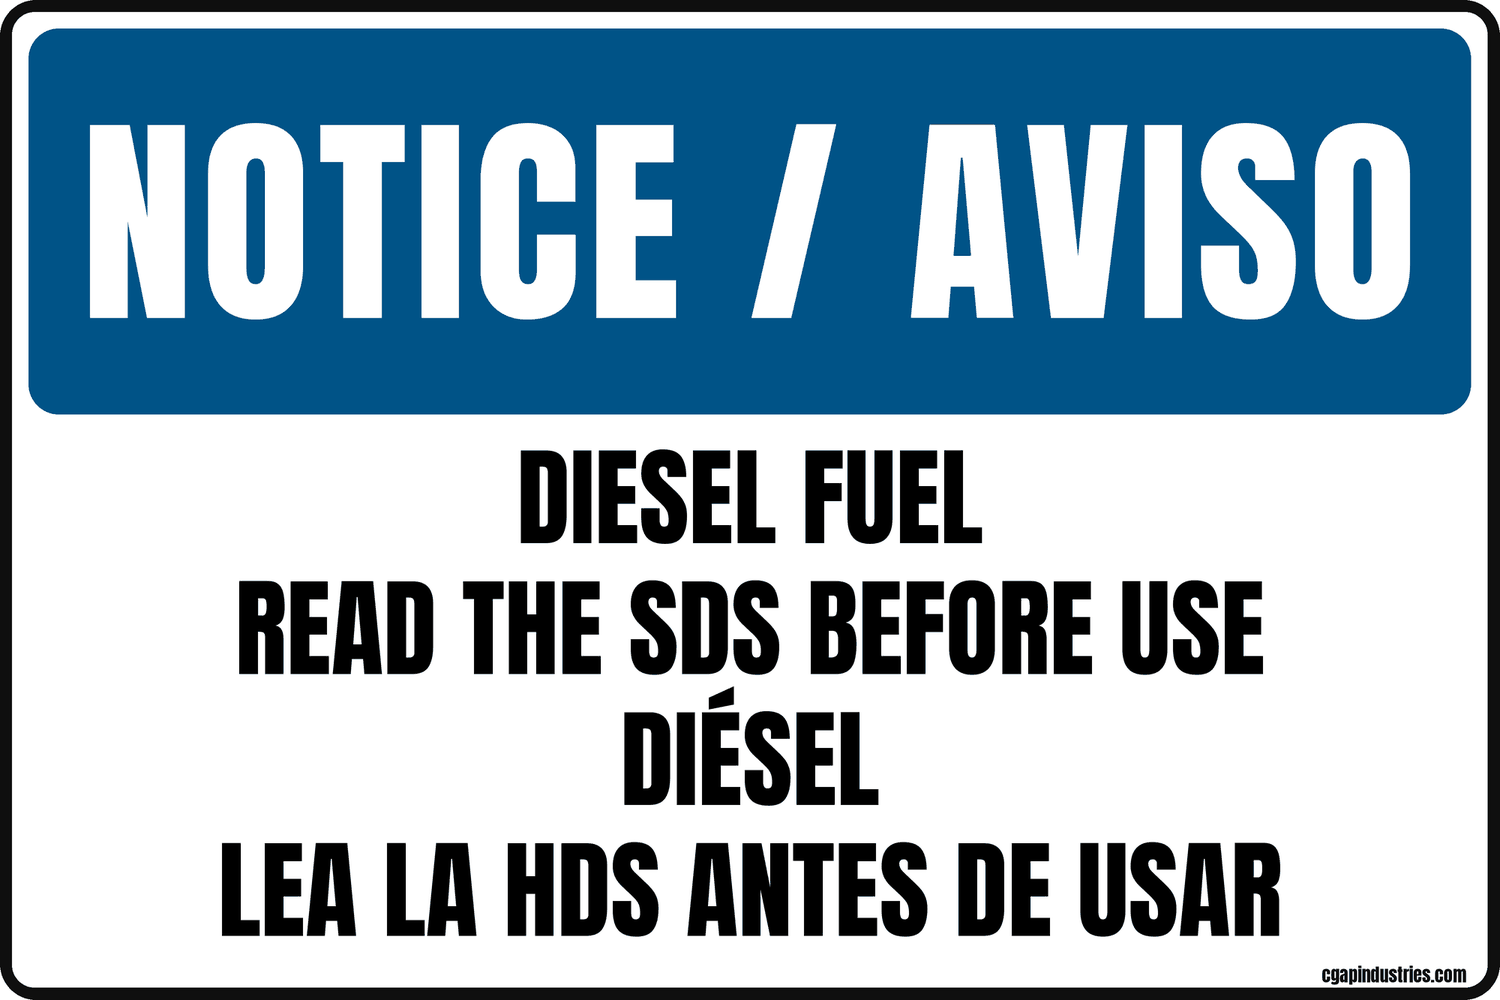 NOTICE / AVISO
DIESEL FUEL
READ THE SDS BEFORE USE
DIÉSEL
LEA LA HDS ANTES DE USAR
cgapindustries.com